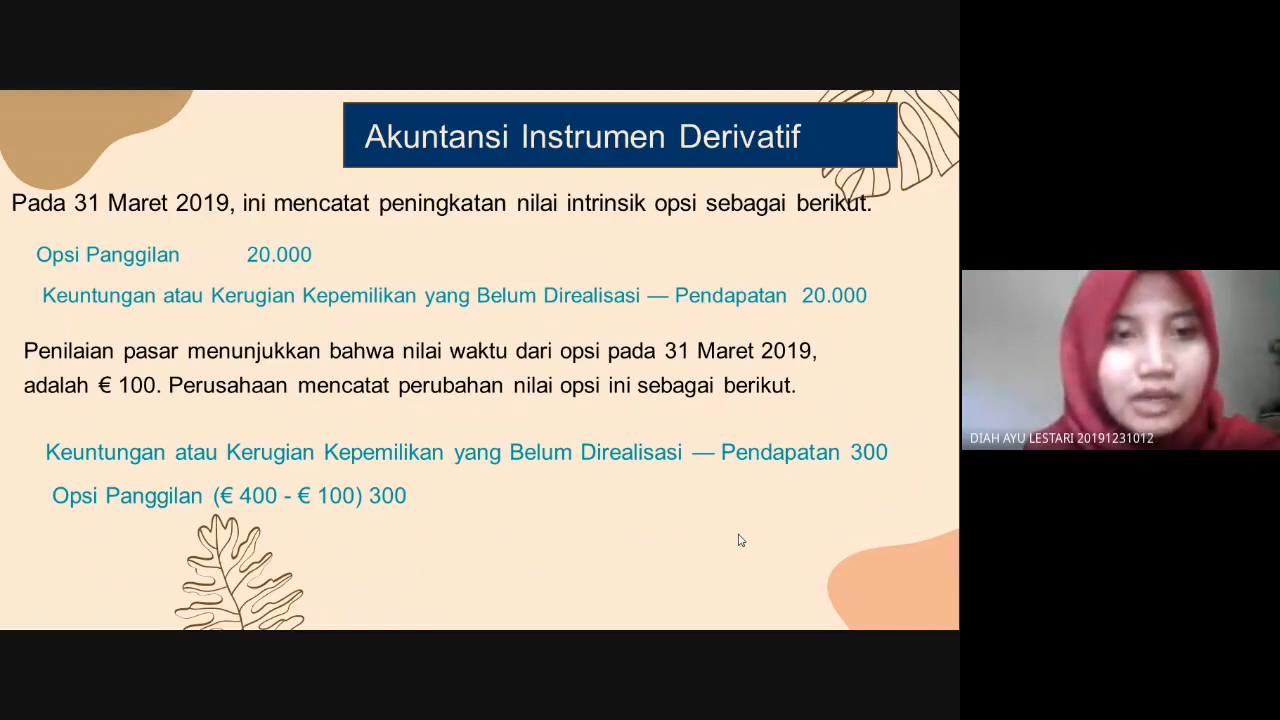 Akuntansi Instrumen Derivatif
Pada 31 Maret 2019, ini mencatat peningkatan nilai intrinsik opsi sebagai berikut.
Opsi Panggilan 20.000
Keuntungan atau Kerugian Kepemilikan yang Belum Direalisasi — Pendapatan 20.000
Penilaian pasar menunjukkan bahwa nilai waktu dari opsi pada 31 Maret 2019,
adalah € 100. Perusahaan mencatat perubahan nilai opsi ini sebagai berikut.
Keuntungan atau Kerugian Kepemilikan yang Belum Direalisasi — Pendapatan 300
Opsi Panggilan (€ 400 - € 100) 300
DIAH AYU LESTARI 20191231012